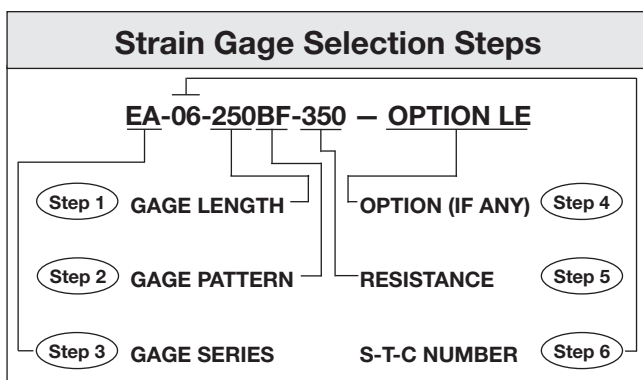 Strain Gage Selection Steps
EA-06-250BF-350 — OPTION LE
Step 1 GAGE LENGTH OPTION (IF ANY) Step 4
Step 2 GAGE PATTERN RESISTANCE Step 5
Step 3 GAGE SERIES S-T-C NUMBER Step 6